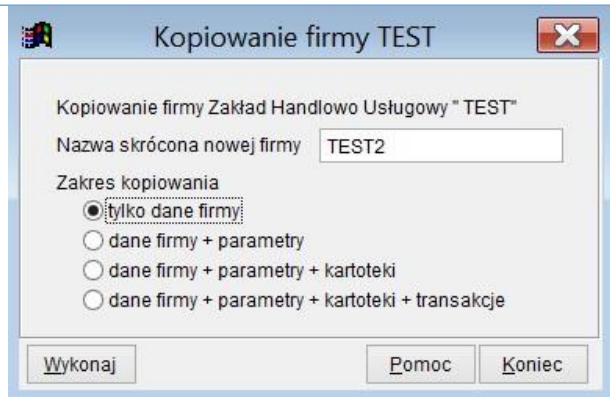 Kopiowanie firmy TEST
Kopiowanie firmy Zakład Handlowo Usługowy " TEST"
Nazwa skrócona nowej firmy TEST2
Zakres kopiowania
tylko dane firmy
dane firmy + parametry
dane firmy + parametry + kartoteki
dane firmy + parametry + kartoteki + transakcje
Wykonaj Pomoc Koniec